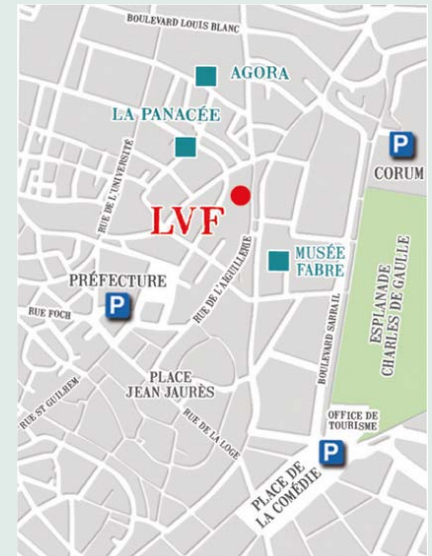 BOULEVARD LOUIS BLANC
AGORA
LA PANACÉE
P
CORUM
RUE DE L'UNIVERSITÉ
LVF
MUSÉE
FABRE
RUE DE L'AIGUILLERIE
PRÉFECTURE
P
RUE FOCH
ESPLANADE
CHARLES DE GAULLE
BOULEVARD SARRAIL
PLACE
JEAN JAURÈS
RUE ST GUILHEM
RUE DE LA LOGE
OFFICE DE
TOURISME
P
PLACE DE
LA COMÉDIE